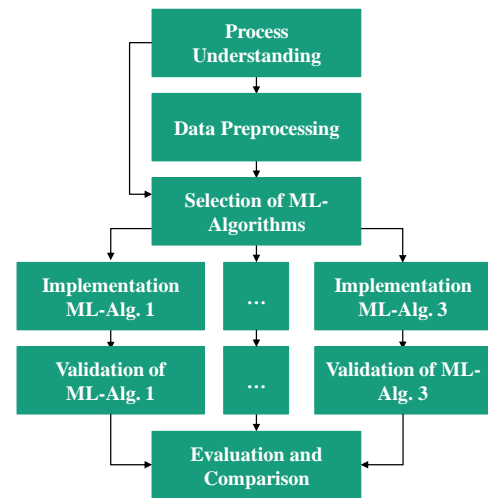 Process
Understanding
Data Preprocessing
Selection of ML-
Algorithms
Implementation
ML-Alg. 1
...
Implementation
ML-Alg. 3
Validation of
ML-Alg. 1
...
Validation of ML-
Alg. 3
Evaluation and
Comparison